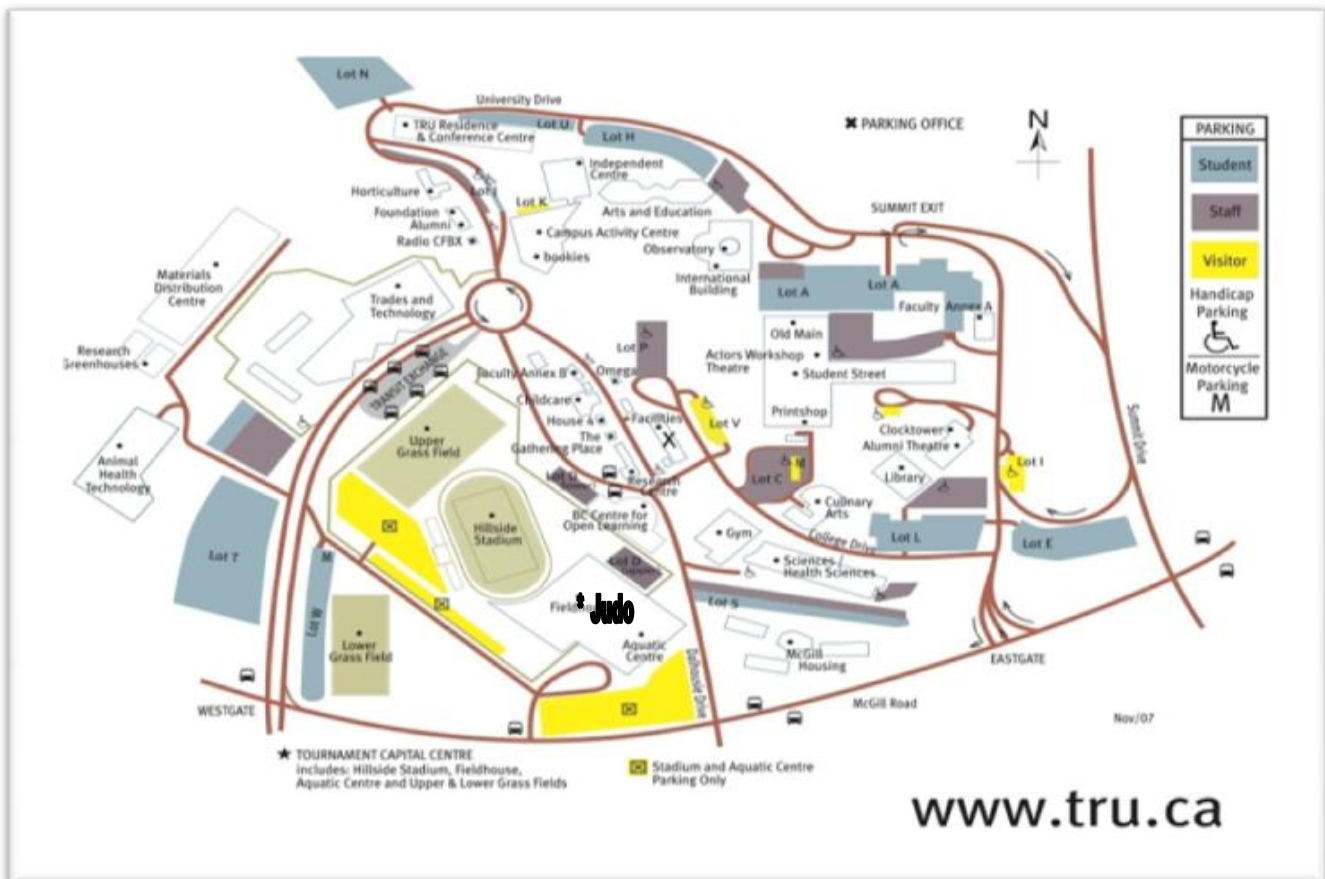 Lot N
University Drive
TRU Residence
& Conference Centre
Lot U
Lot H
PARKING OFFICE
N
PARKING
Student
Staff
Visitor
Handicap
Parking
Motorcycle
Parking
M
Independent
Centre
Horticulture
Lot J
Lot K
Foundation
Alumni
Radio CFBX
Arts and Education
SUMMIT EXIT
Campus Activity Centre
bookies
Observatory
International
Building
Materials
Distribution
Centre
Trades and
Technology
Lot A
Lot A
Faculty Annex A
Research
Greenhouses
TRANSIT EXCHANGE
Lot P
Old Main
Actors Workshop
Theatre
Student Street
Faculty Annex B
Omega
Childcare
House 4
The
Gathering Place
Facilities
Lot V
Printshop
Clocktower
Alumni Theatre
Summit Drive
Upper
Grass Field
Animal
Health
Technology
Research
Centre
Lot C
M
Library
Lot I
Culinary
Arts
Hillside
Stadium
BC Centre for
Open Learning
Gym
College Drive
Lot L
Lot E
Lot T
M
Lot W
Lot D
Sciences
Health Sciences
Judo
Lot S
Lower
Grass Field
Aquatic
Centre
McGill
Housing
EASTGATE
Dalhousie Drive
WESTGATE
McGill Road
Nov/07
TOURNAMENT CAPITAL CENTRE
includes: Hillside Stadium, Fieldhouse,
Aquatic Centre and Upper & Lower Grass Fields
Stadium and Aquatic Centre
Parking Only
www.tru.ca